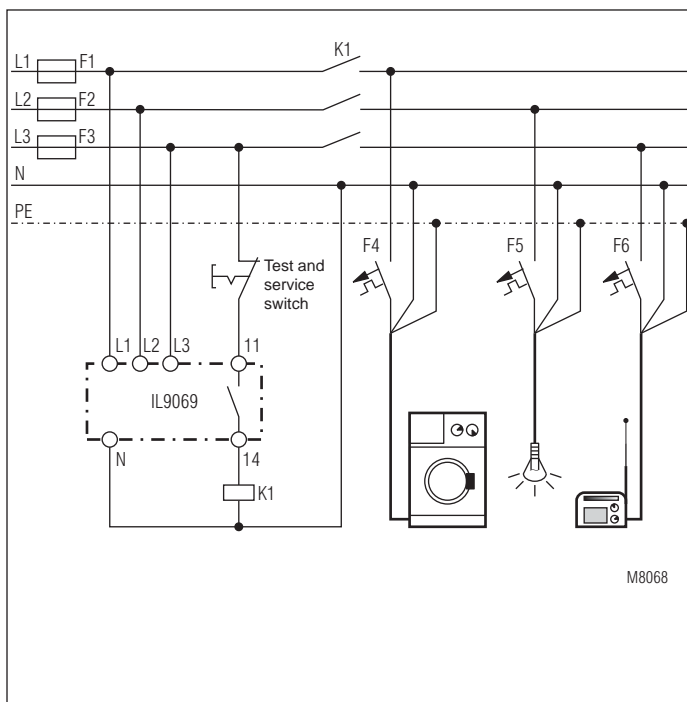 L1 F1 K1
L2 F2
L3 F3
N
PE
F4 F5 F6
Test and
service
switch
L1 L2 L3 11
IL9069
N 14
K1
M8068